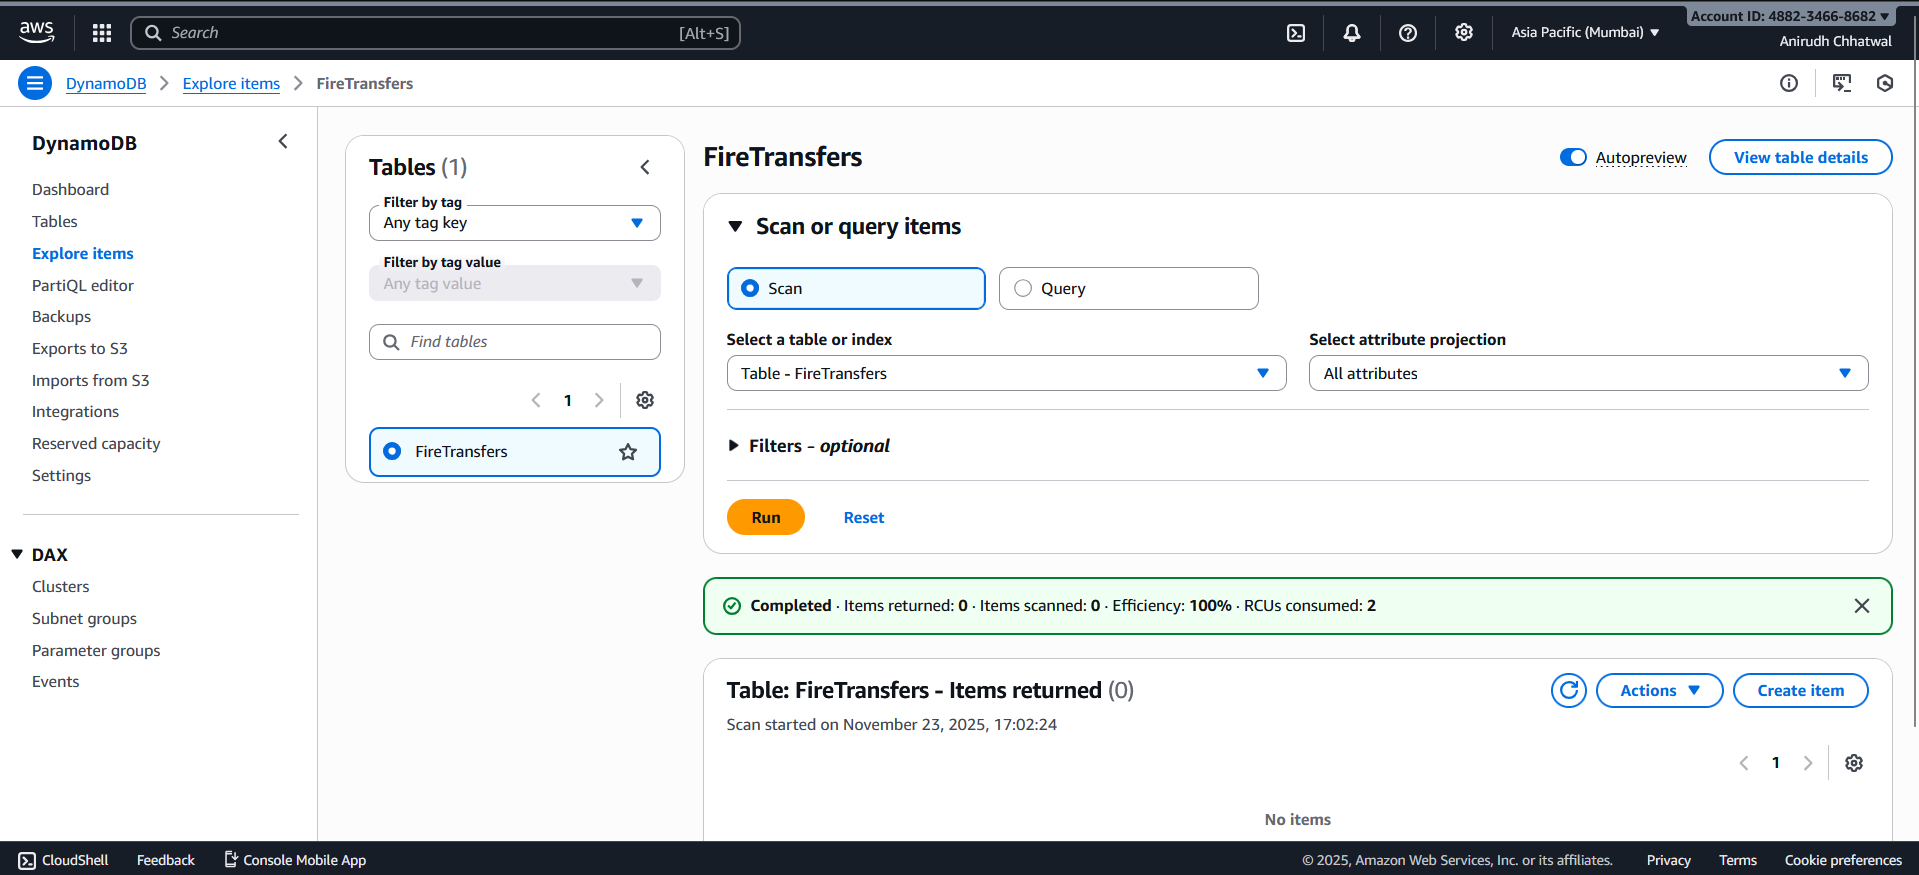 aws
Search [Alt+S]
Asia Pacific (Mumbai)
Account ID: 4882-3466-8682
Anirudh Chhatwal
DynamoDB
Explore items
FireTransfers
DynamoDB
Dashboard
Tables
Explore items
PartiQL editor
Backups
Exports to S3
Imports from S3
Integrations
Reserved capacity
Settings
DAX
Clusters
Subnet groups
Parameter groups
Events
Tables (1)
Filter by tag
Any tag key
Filter by tag value
Any tag value
Find tables
1
FireTransfers
FireTransfers
Autopreview
View table details
Scan or query items
Scan
Query
Select a table or index
Table - FireTransfers
Select attribute projection
All attributes
Filters - optional
Run
Reset
Completed · Items returned: 0 · Items scanned: 0 · Efficiency: 100% · RCUs consumed: 2
Table: FireTransfers - Items returned (0)
Scan started on November 23, 2025, 17:02:24
Actions
Create item
1
No items
CloudShell
Feedback
Console Mobile App
© 2025, Amazon Web Services, Inc. or its affiliates.
Privacy
Terms
Cookie preferences